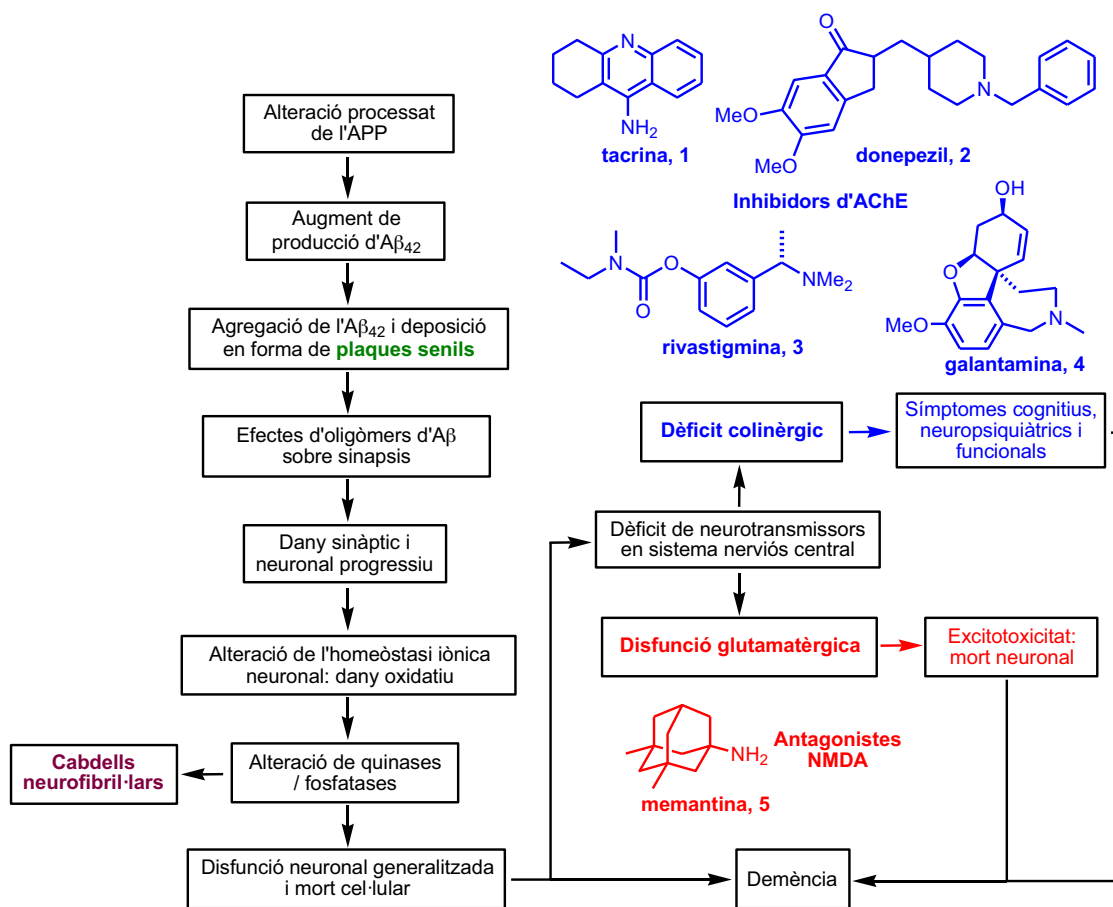 N
NH₂
tacrina, 1
O
MeO
OMe
N
donepezil, 2
Inhibidors d'AChE
N
O
O
NMe₂
rivastigmina, 3
OH
O
MeO
N
galantamina, 4
Alteració processat
de l'APP
Augment de
producció d'Aβ₄₂
Agregació de l'Aβ₄₂ i deposició
en forma de plaques senils
Efectes d'oligòmers d'Aβ
sobre sinapsis
Dany sinàptic i
neuronal progressiu
Alteració de l'homeòstasi iònica
neuronal: dany oxidatiu
Alteració de quinases
/ fosfatases
Cabdells
neurofibril·lars
Disfunció neuronal generalitzada
i mort cel·lular
Dèficit colinèrgic
Símptomes cognitius,
neuropsiquiàtrics i
funcionals
Dèficit de neurotransmissors
en sistema nerviós central
Disfunció glutamatèrgica
Excitotoxicitat:
mort neuronal
NH₂
Antagonistes
NMDA
memantina, 5
Demència